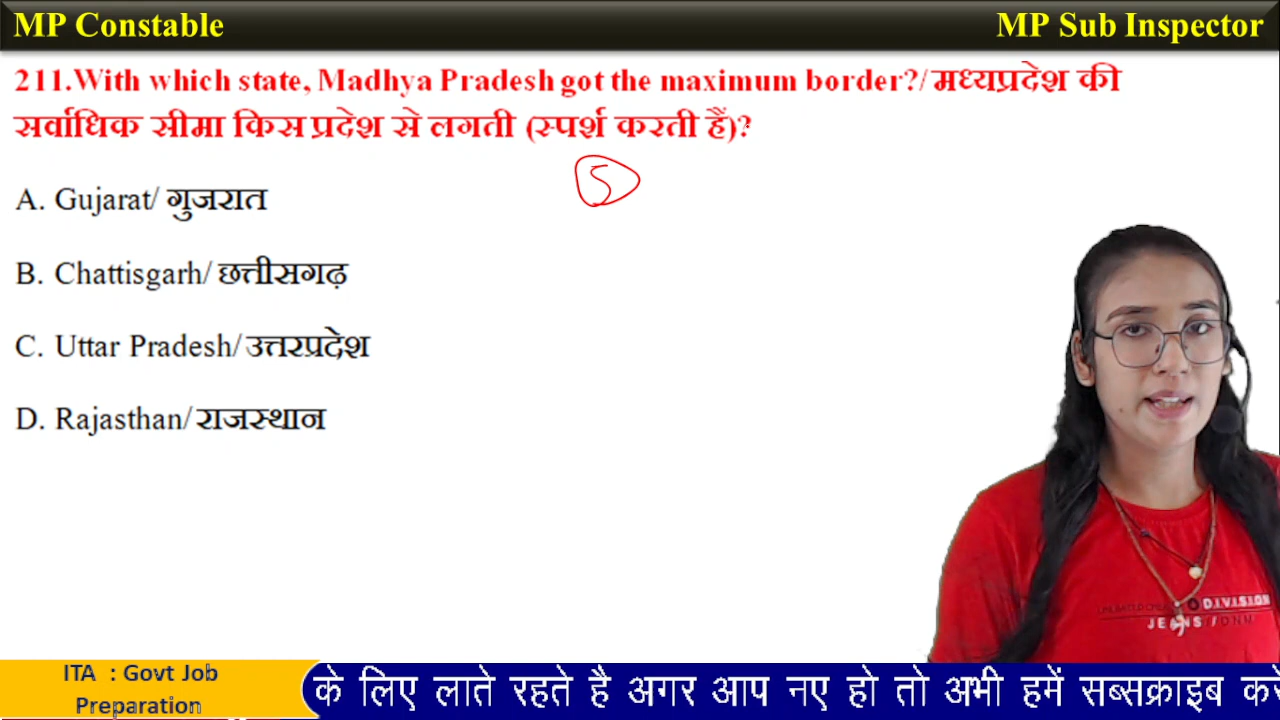 MP Constable
MP Sub Inspector
211.With which state, Madhya Pradesh got the maximum border?/ मध्यप्रदेश की
सर्वाधिक सीमा किस प्रदेश से लगती (स्पर्श करती हैं)?
5
A. Gujarat/ गुजरात
B. Chattisgarh/ छत्तीसगढ़
C. Uttar Pradesh/ उत्तरप्रदेश
D. Rajasthan/ राजस्थान
DIVISION
ITA : Govt Job
Preparation
के लिए लाते रहते है अगर आप नए हो तो अभी हमें सब्सक्राइब करे